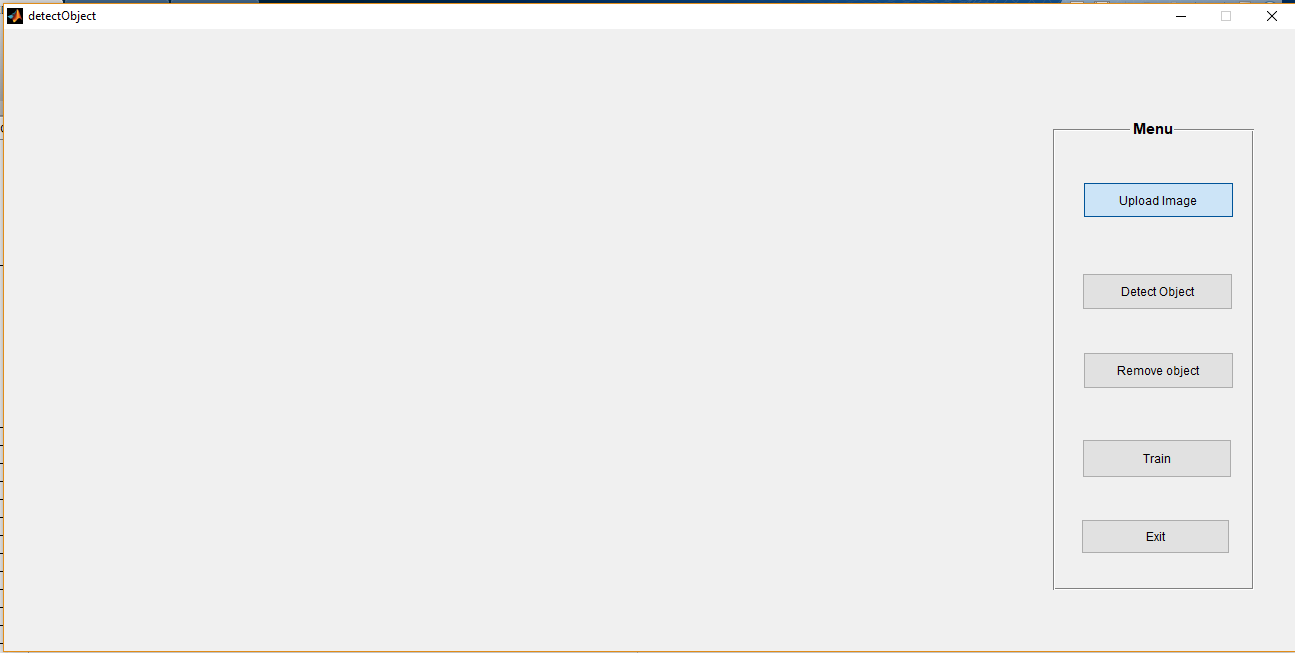 detectObject
Menu
Upload Image
Detect Object
Remove object
Train
Exit